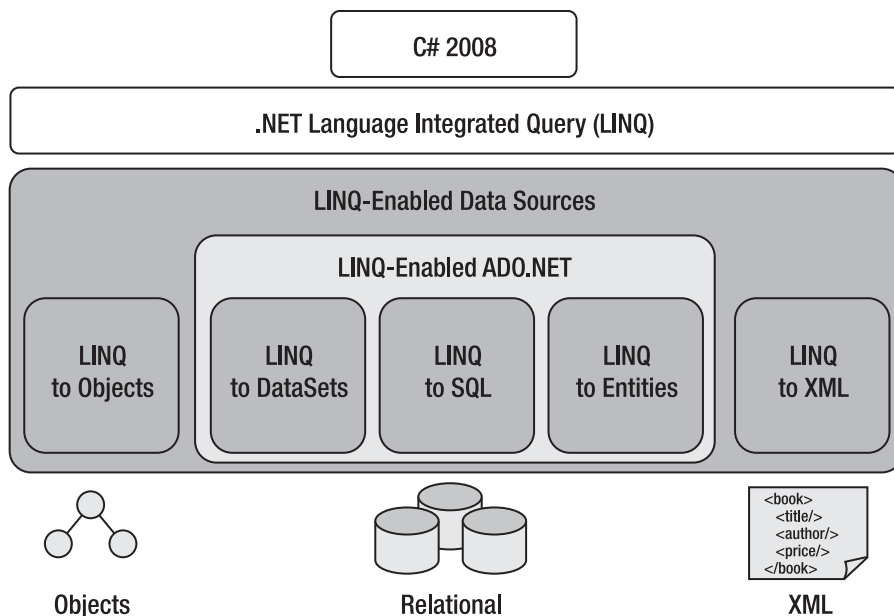 C# 2008
.NET Language Integrated Query (LINQ)
LINQ-Enabled Data Sources
LINQ-Enabled ADO.NET
LINQ
to Objects
LINQ
to DataSets
LINQ
to SQL
LINQ
to Entities
LINQ
to XML
<book>
<title/>
<author/>
<price/>
</book>
Objects
Relational
XML